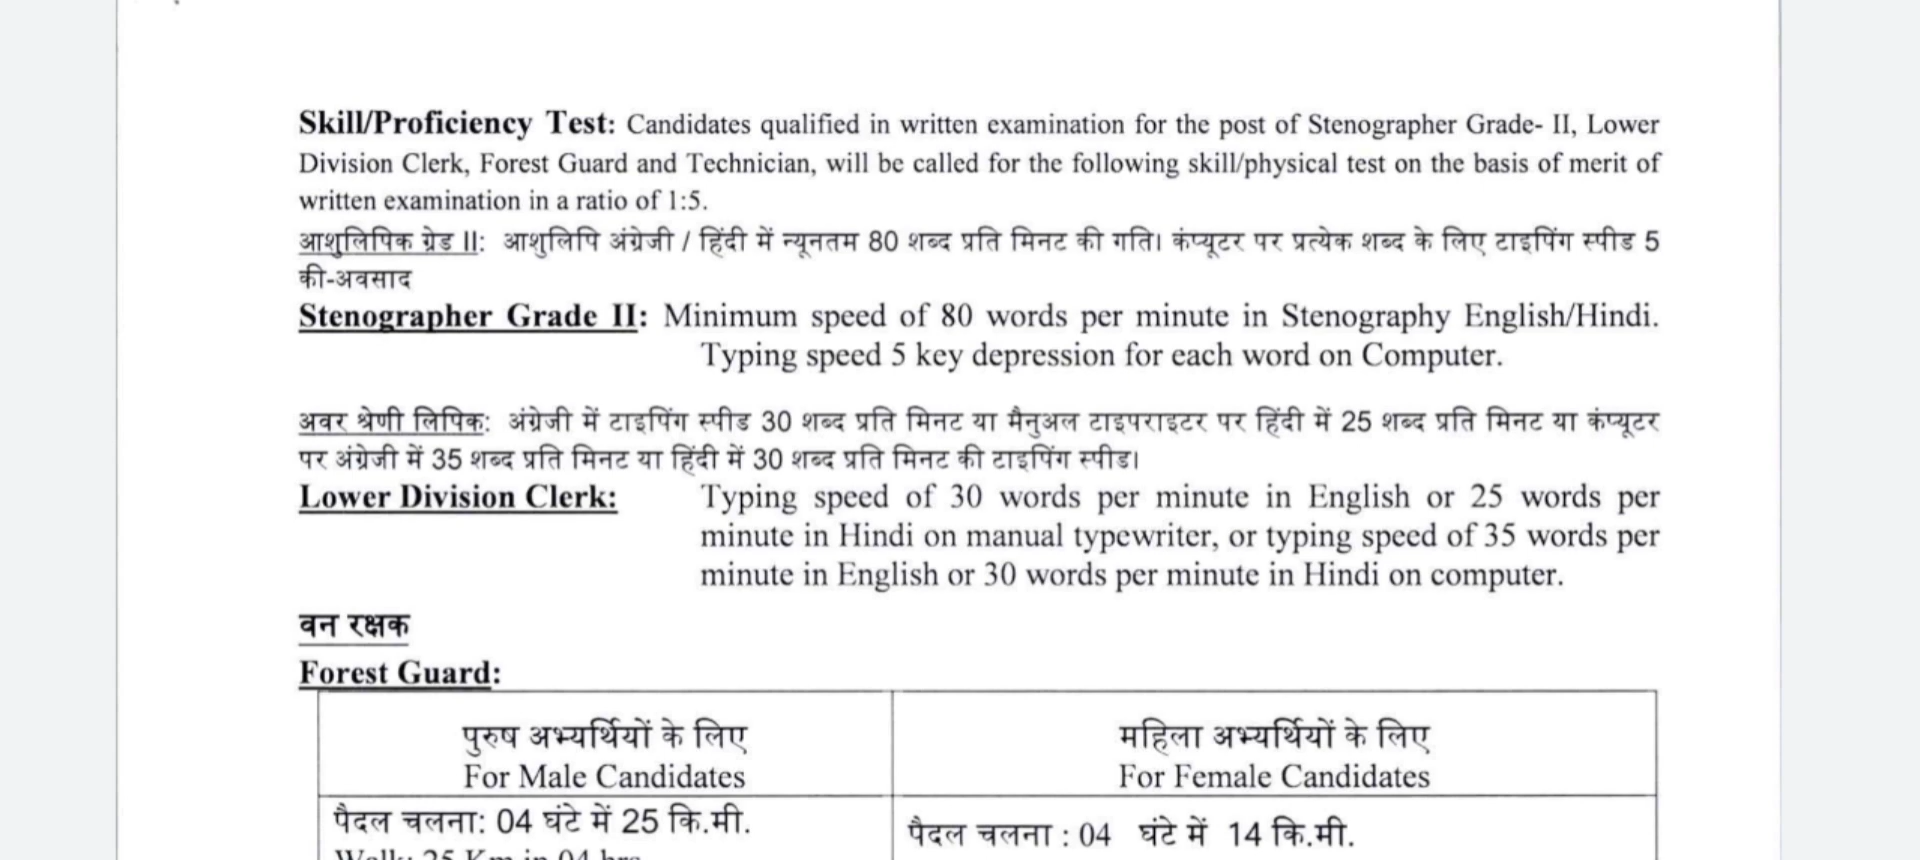 Skill/Proficiency Test: Candidates qualified in written examination for the post of Stenographer Grade- II, Lower
Division Clerk, Forest Guard and Technician, will be called for the following skill/physical test on the basis of merit of
written examination in a ratio of 1:5.
आशुलिपिक ग्रेड II: आशुलिपि अंग्रेजी / हिंदी में न्यूनतम 80 शब्द प्रति मिनट की गति। कंप्यूटर पर प्रत्येक शब्द के लिए टाइपिंग स्पीड 5
की-अवसाद
Stenographer Grade II: Minimum speed of 80 words per minute in Stenography English/Hindi.
Typing speed 5 key depression for each word on Computer.
अवर श्रेणी लिपिक: अंग्रेजी में टाइपिंग स्पीड 30 शब्द प्रति मिनट या मैनुअल टाइपराइटर पर हिंदी में 25 शब्द प्रति मिनट या कंप्यूटर
पर अंग्रेजी में 35 शब्द प्रति मिनट या हिंदी में 30 शब्द प्रति मिनट की टाइपिंग स्पीड।
Lower Division Clerk: Typing speed of 30 words per minute in English or 25 words per
minute in Hindi on manual typewriter, or typing speed of 35 words per
minute in English or 30 words per minute in Hindi on computer.
वन रक्षक
Forest Guard:
पुरुष अभ्यर्थियों के लिए
For Male Candidates
महिला अभ्यर्थियों के लिए
For Female Candidates
पैदल चलना: 04 घंटे में 25 कि.मी.
Walk: 25 Km in 04 hrs
पैदल चलना : 04 घंटे में 14 कि.मी.